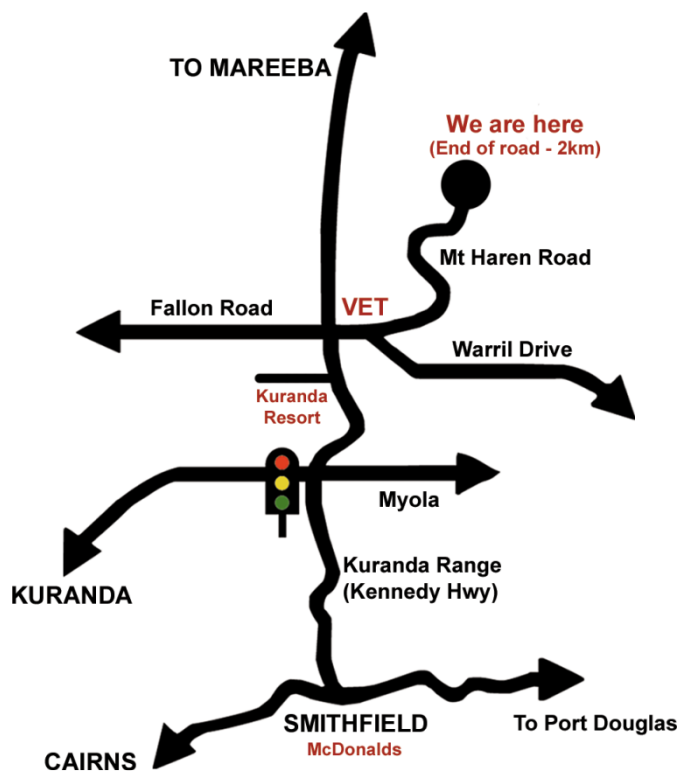 TO MAREEBA
We are here
(End of road - 2km)
Mt Haren Road
Fallon Road
VET
Warril Drive
Kuranda
Resort
Myola
KURANDA
Kuranda Range
(Kennedy Hwy)
SMITHFIELD
McDonalds
To Port Douglas
CAIRNS